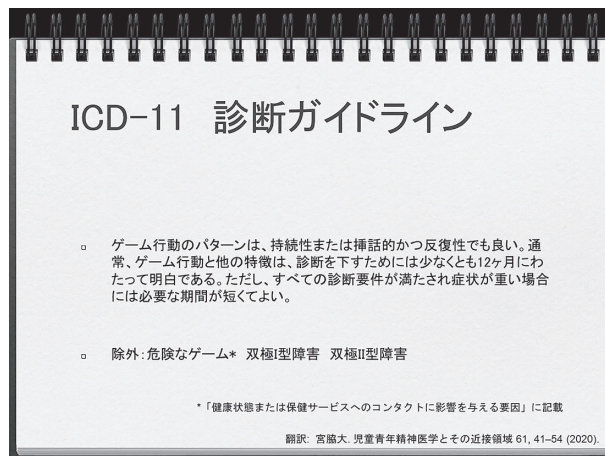 ICD-11　診断ガイドライン
▫ ゲーム行動のパターンは、持続性または挿話的かつ反復性でも良い。通
常、ゲーム行動と他の特徴は、診断を下すためには少なくとも12ヶ月にわ
たって明白である。ただし、すべての診断要件が満たされ症状が重い場合
には必要な期間が短くてよい。
▫ 除外：危険なゲーム*　双極I型障害　双極II型障害
*「健康状態または保健サービスへのコンタクトに影響を与える要因」に記載
翻訳: 宮脇大. 児童青年精神医学とその近接領域 61, 41–54 (2020).